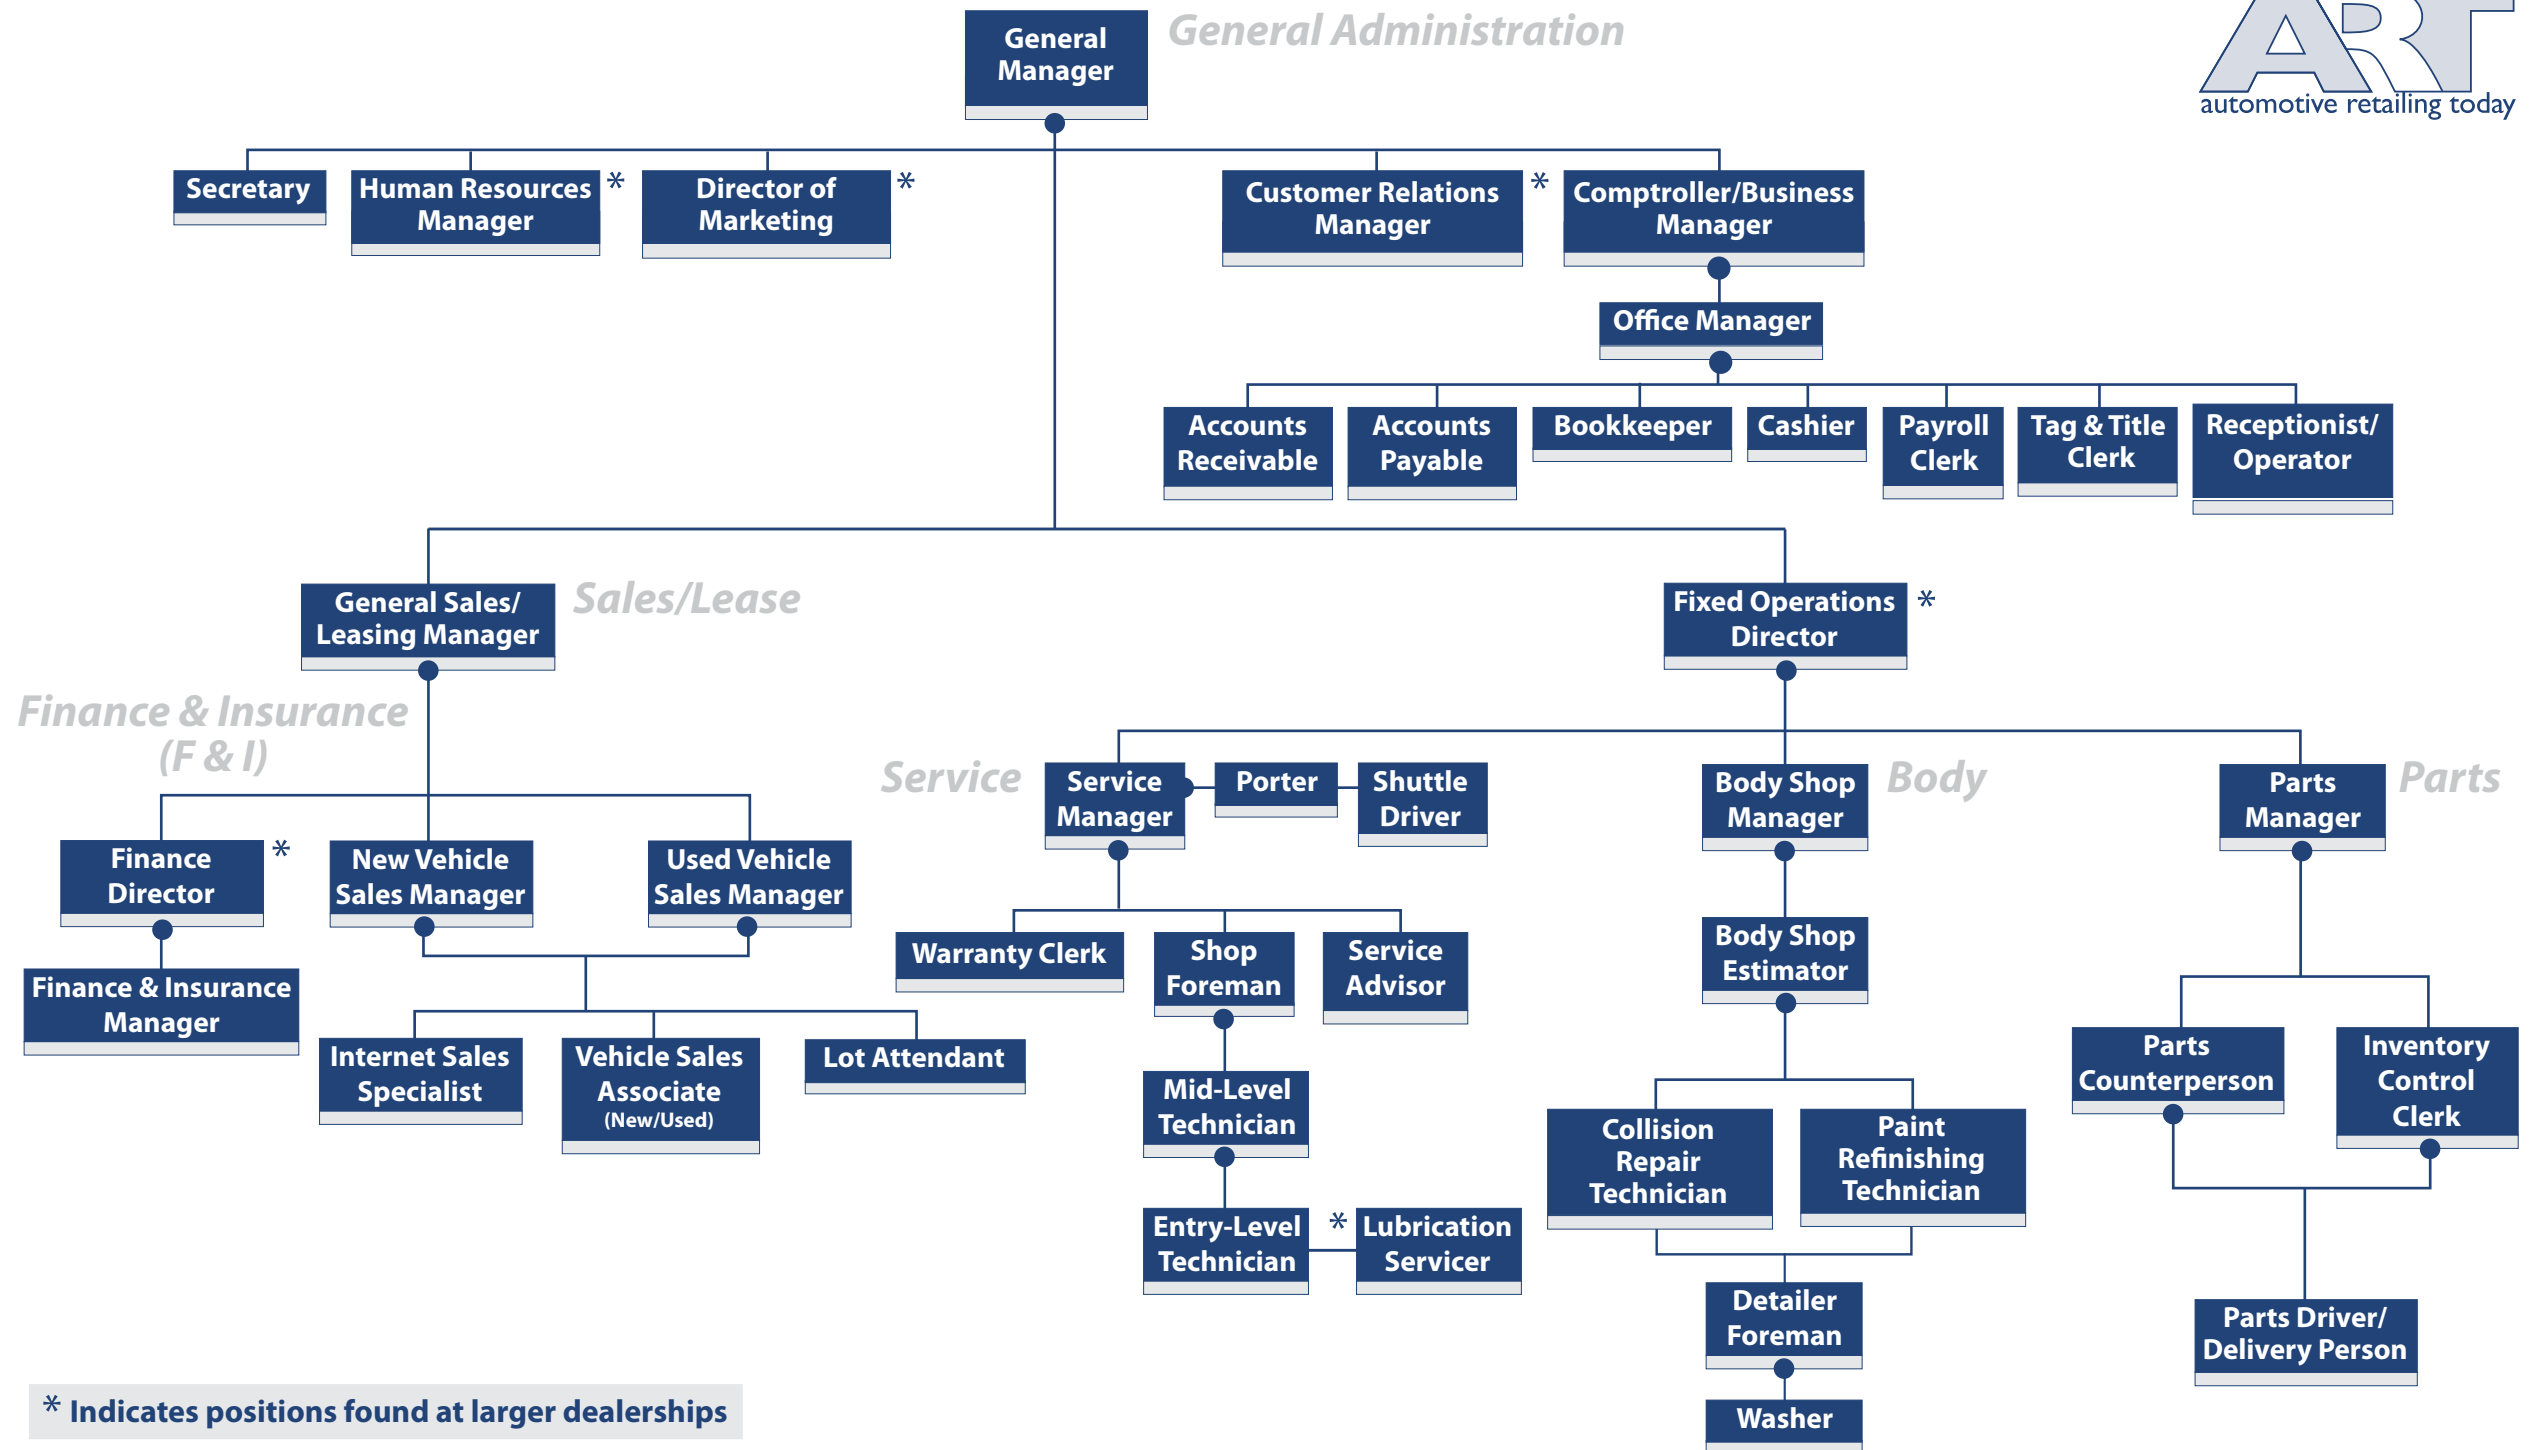 General
Manager
General Administration
ART
automotive retailing today
Secretary
Human Resources
Manager
*
Director of
Marketing
*
Customer Relations
Manager
*
Comptroller/Business
Manager
Office Manager
Accounts
Receivable
Accounts
Payable
Bookkeeper
Cashier
Payroll
Clerk
Tag & Title
Clerk
Receptionist/
Operator
General Sales/
Leasing Manager
Sales/Lease
Fixed Operations
Director
*
Finance & Insurance
(F & I)
Finance
Director
*
New Vehicle
Sales Manager
Used Vehicle
Sales Manager
Finance & Insurance
Manager
Internet Sales
Specialist
Vehicle Sales
Associate
(New/Used)
Lot Attendant
Service
Service
Manager
Porter
Shuttle
Driver
Warranty Clerk
Shop
Foreman
Service
Advisor
Mid-Level
Technician
Entry-Level
Technician
*
Lubrication
Servicer
Body Shop
Manager
Body
Body Shop
Estimator
Collision
Repair
Technician
Paint
Refinishing
Technician
Detailer
Foreman
Washer
Parts
Manager
Parts
Parts
Counterperson
Inventory
Control
Clerk
Parts Driver/
Delivery Person
* Indicates positions found at larger dealerships